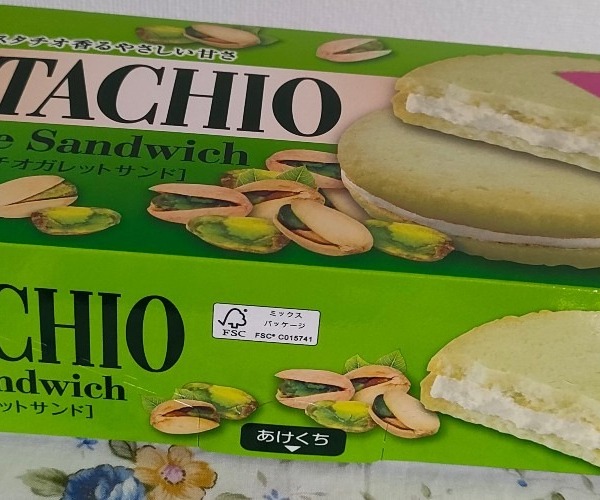 スタチオ香るやさしい甘さ
TACHIO
e Sandwich
チオガレットサンド]
CHIO
ndwich
ットサンド]
FSC
ミックス
パッケージ
FSC® C015741
あけくち